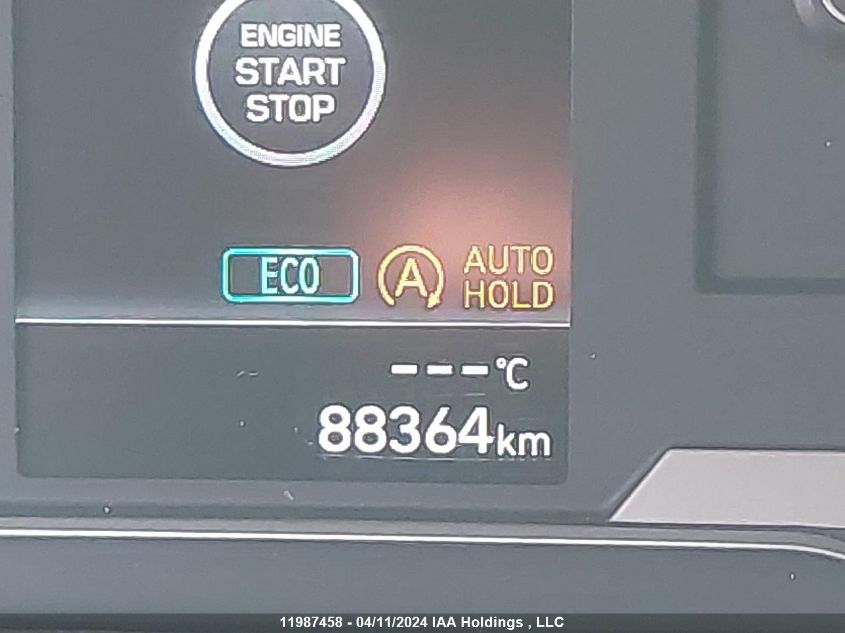 ENGINE
START
STOP
ECO A AUTO
HOLD
---°C
88364km
11987458 - 04/11/2024 IAA Holdings , LLC